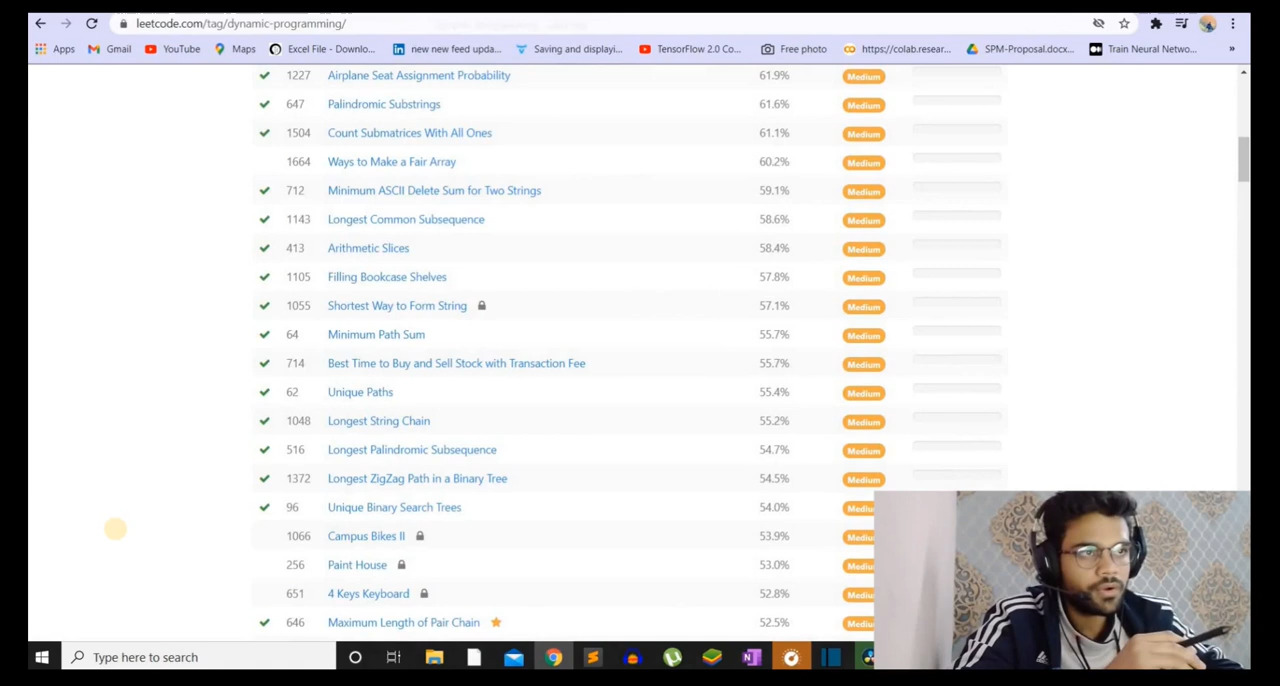 leetcode.com/tag/dynamic-programming/
Apps Gmail YouTube Maps Excel File - Downlo... new new feed upda... Saving and displayi... TensorFlow 2.0 Co... Free photo https://colab.resear... SPM-Proposal.docx... Train Neural Netwo... »
1227 Airplane Seat Assignment Probability 61.9% Medium
647 Palindromic Substrings 61.6% Medium
1504 Count Submatrices With All Ones 61.1% Medium
1664 Ways to Make a Fair Array 60.2% Medium
712 Minimum ASCII Delete Sum for Two Strings 59.1% Medium
1143 Longest Common Subsequence 58.6% Medium
413 Arithmetic Slices 58.4% Medium
1105 Filling Bookcase Shelves 57.8% Medium
1055 Shortest Way to Form String 57.1% Medium
64 Minimum Path Sum 55.7% Medium
714 Best Time to Buy and Sell Stock with Transaction Fee 55.7% Medium
62 Unique Paths 55.4% Medium
1048 Longest String Chain 55.2% Medium
516 Longest Palindromic Subsequence 54.7% Medium
1372 Longest ZigZag Path in a Binary Tree 54.5% Medium
96 Unique Binary Search Trees 54.0% Mediu
1066 Campus Bikes II 53.9% Mediu
256 Paint House 53.0% Mediu
651 4 Keys Keyboard 52.8% Mediu
646 Maximum Length of Pair Chain 52.5% Mediu
Type here to search